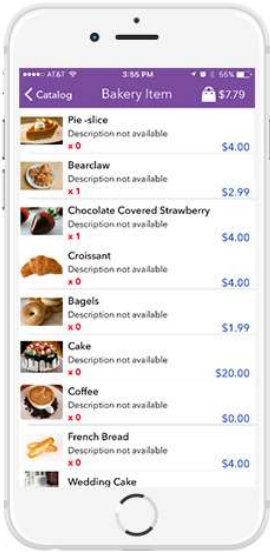 AT&T 3:55 PM 55%
Catalog Bakery Item $7.79
Pie -slice
Description not available
x 0 $4.00
Bearclaw
Description not available
x 1 $2.99
Chocolate Covered Strawberry
Description not available
x 1 $4.00
Croissant
Description not available
x 0 $4.00
Bagels
Description not available
x 0 $1.99
Cake
Description not available
x 0 $20.00
Coffee
Description not available
x 0 $0.00
French Bread
Description not available
x 0 $4.00
Wedding Cake